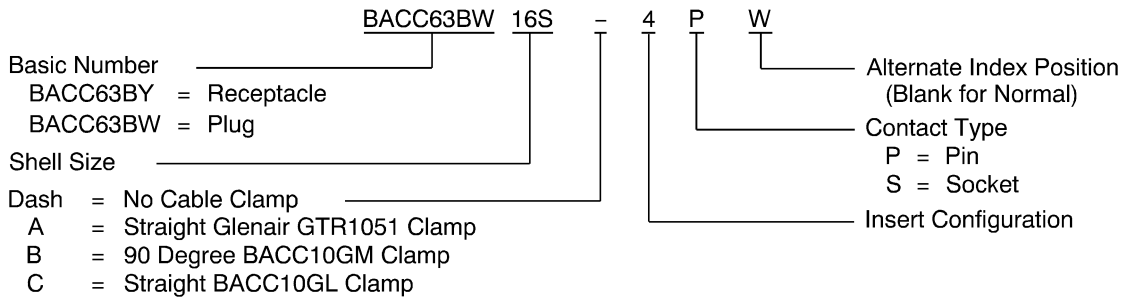 BACC63BW 16S – 4 P W
Basic Number
BACC63BY = Receptacle
BACC63BW = Plug
Shell Size
Dash = No Cable Clamp
A = Straight Glenair GTR1051 Clamp
B = 90 Degree BACC10GM Clamp
C = Straight BACC10GL Clamp
Alternate Index Position
(Blank for Normal)
Contact Type
P = Pin
S = Socket
Insert Configuration